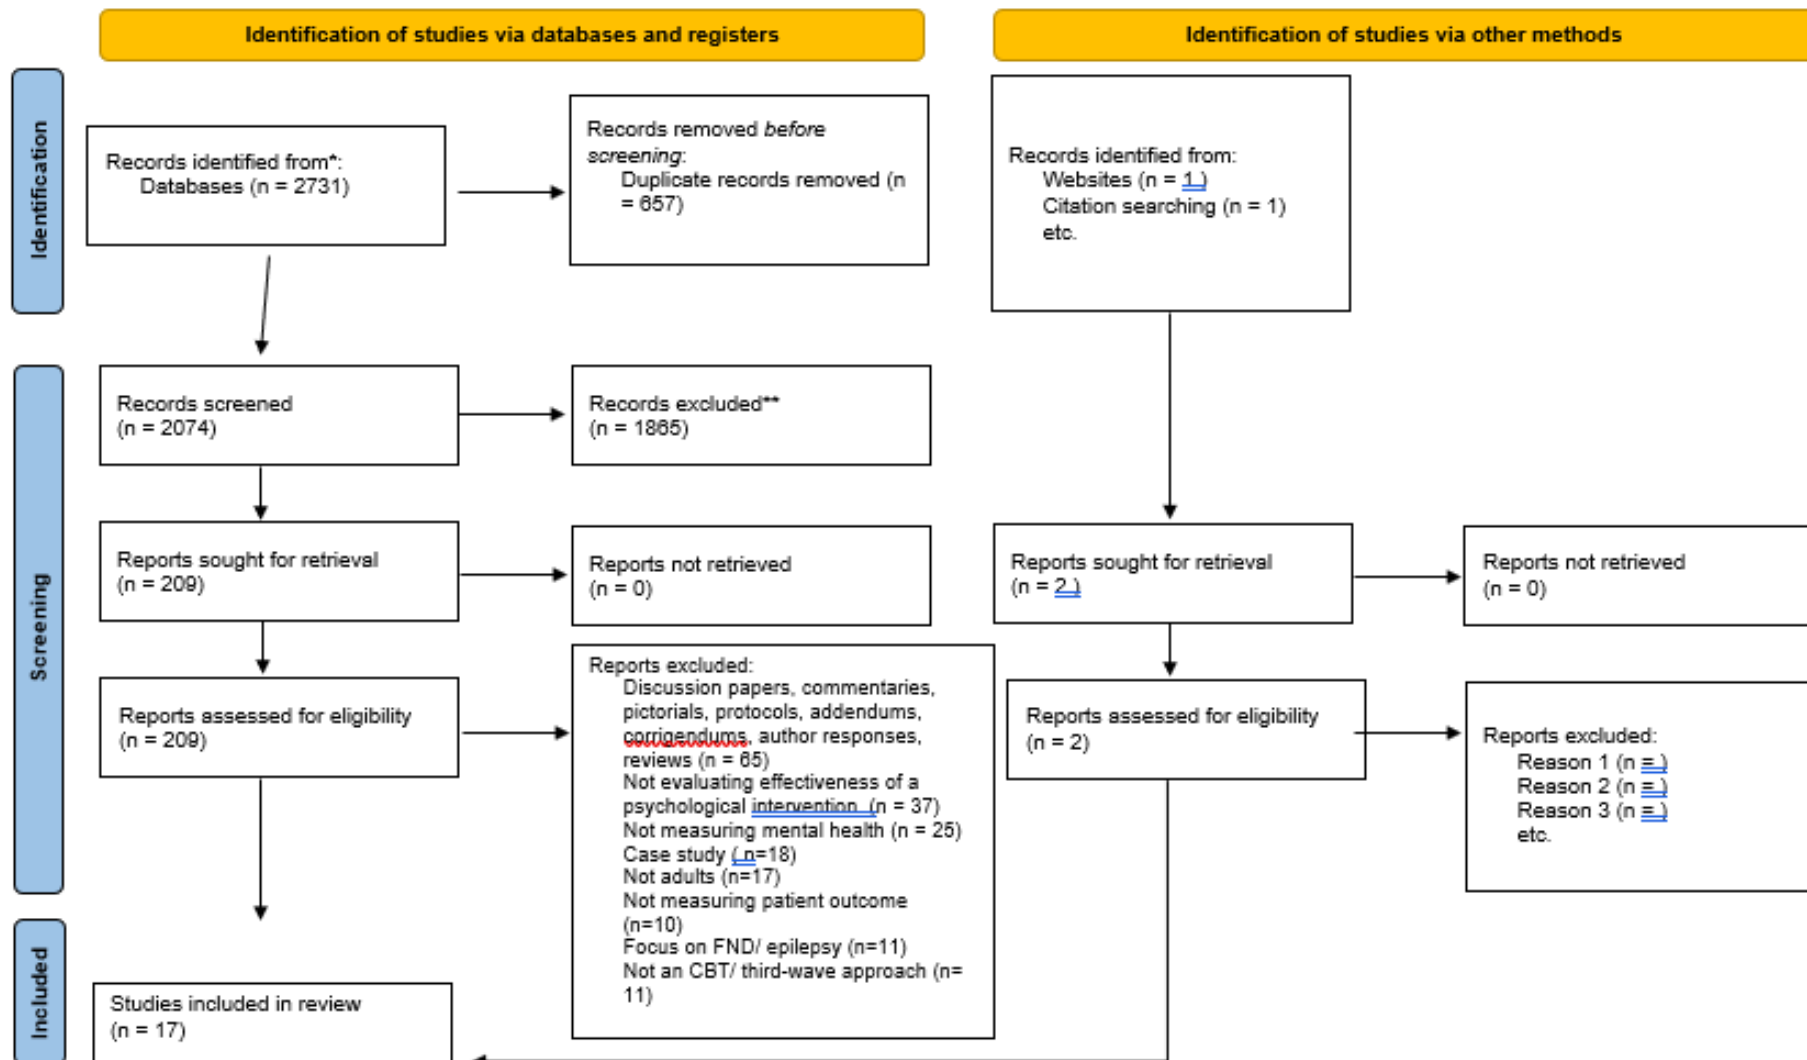 Identification of studies via databases and registers
Identification of studies via other methods
Identification
Records identified from*:
Databases (n = 2731)
Records removed before
screening:
Duplicate records removed (n
= 657)
Records identified from:
Websites (n = 1 )
Citation searching (n = 1)
etc.
Screening
Records screened
(n = 2074)
Records excluded**
(n = 1865)
Reports sought for retrieval
(n = 209)
Reports not retrieved
(n = 0)
Reports sought for retrieval
(n = 2 )
Reports not retrieved
(n = 0)
Reports assessed for eligibility
(n = 209)
Reports excluded:
Discussion papers, commentaries,
pictorials, protocols, addendums,
corrigendums, author responses,
reviews (n = 65)
Not evaluating effectiveness of a
psychological intervention (n = 37)
Not measuring mental health (n = 25)
Case study ( n=18)
Not adults (n=17)
Not measuring patient outcome
(n=10)
Focus on FND/ epilepsy (n=11)
Not an CBT/ third-wave approach (n=
11)
Reports assessed for eligibility
(n = 2)
Reports excluded:
Reason 1 (n = )
Reason 2 (n = )
Reason 3 (n = )
etc.
Included
Studies included in review
(n = 17)